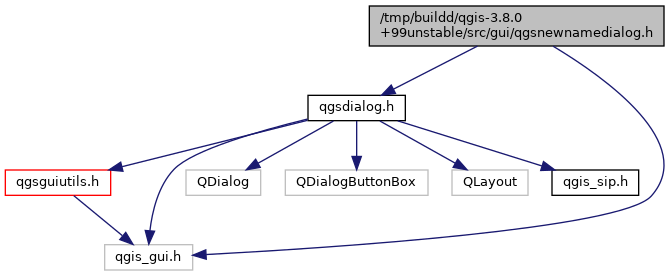 /tmp/buildd/qgis-3.8.0
+99unstable/src/gui/qgsnewnamedialog.h
qgsdialog.h
qgsguiutils.h
QDialog
QDialogButtonBox
QLayout
qgis_sip.h
qgis_gui.h